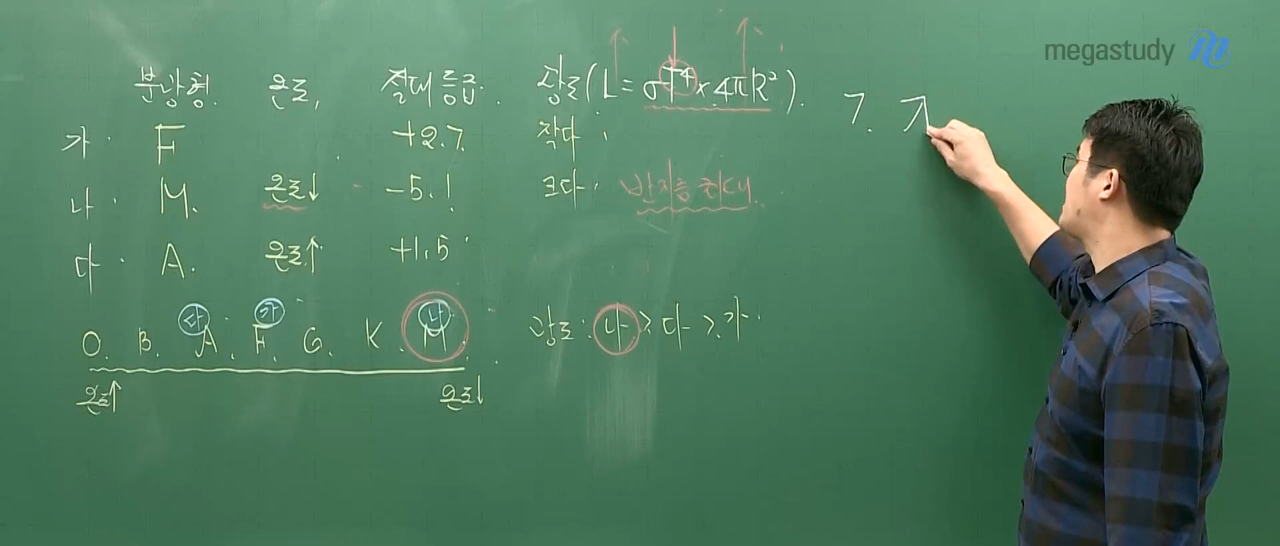 megastudy
분광형. 온도. 절대등급. 광도(L = σT⁴ × 4πR²).
가. F +2.7 작다.
나. M. 온도↓ -5.1 크다. 반지름 최대.
다. A. 온도↑ +1.5
다 가 나
O. B. A. F. G. K. M. 광도: 나 > 다 > 가.
온도↑ 온도↓
ㄱ. ㄱ